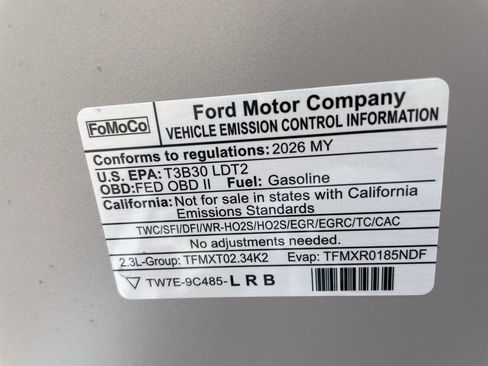 FoMoCo
Ford Motor Company
VEHICLE EMISSION CONTROL INFORMATION
Conforms to regulations: 2026 MY
U.S. EPA: T3B30 LDT2
OBD: FED OBD II Fuel: Gasoline
California: Not for sale in states with California
Emissions Standards
TWC/SFI/DFI/WR-HO2S/HO2S/EGR/EGRC/TC/CAC
No adjustments needed.
2.3L-Group: TFMXT02.34K2 Evap: TFMXR0185NDF
TW7E-9C485-LRB